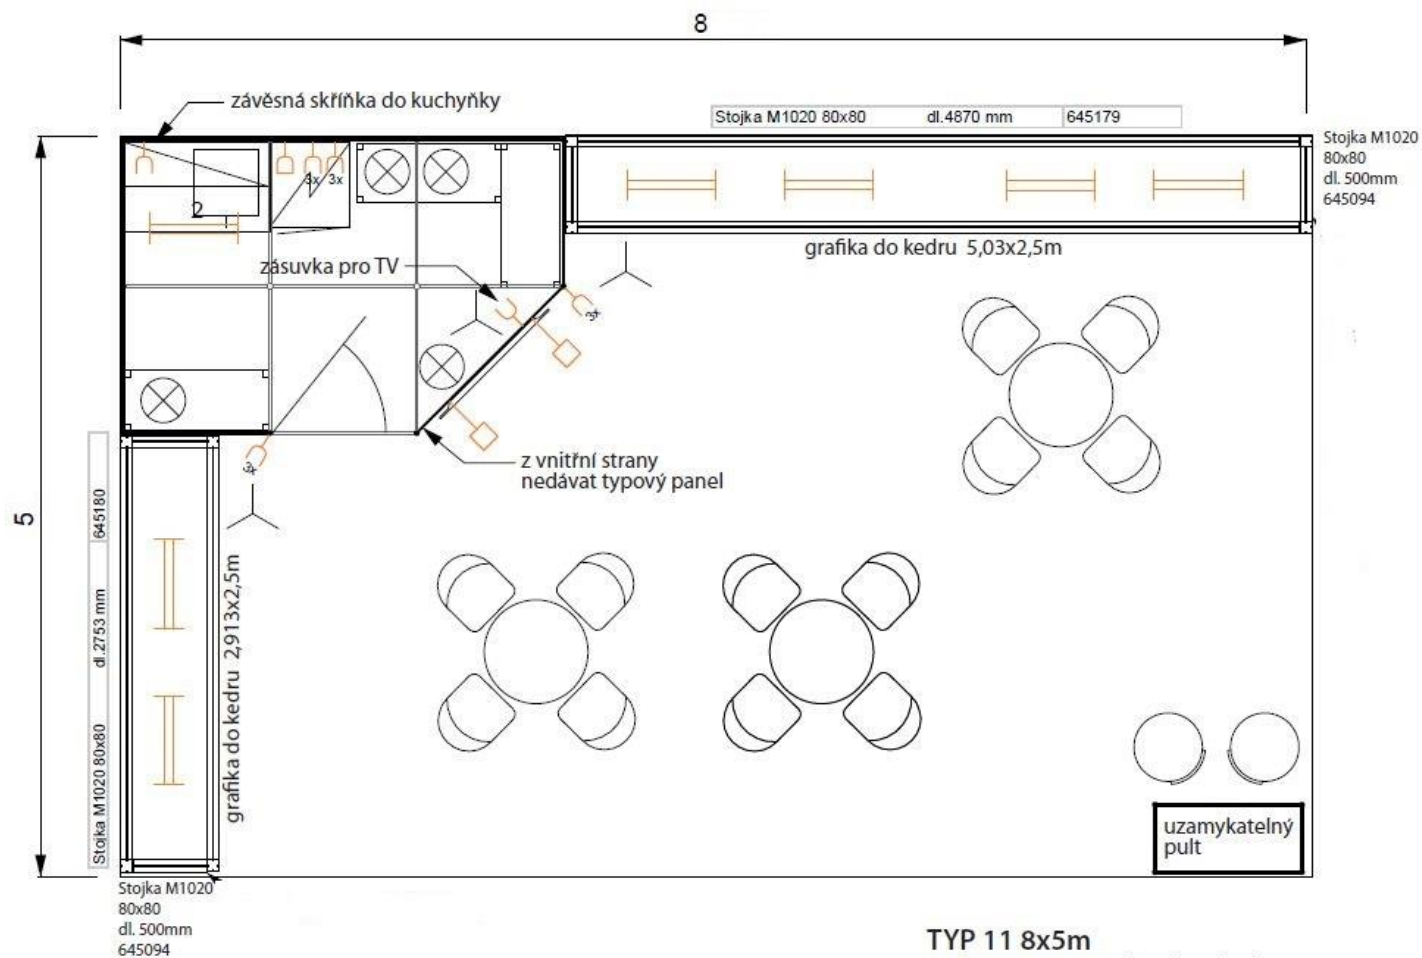 8
závěsná skříňka do kuchyňky
Stojka M1020 80x80 dl.4870 mm 645179
Stojka M1020
80x80
dl. 500mm
645094
3x 3x
2
grafika do kedru 5,03x2,5m
zásuvka pro TV
3x
z vnitřní strany
nedávat typový panel
3x
5
Stojka M1020 80x80 dl.2753 mm 645180
grafika do kedru 2,913x2,5m
uzamykatelný
pult
Stojka M1020
80x80
dl. 500mm
645094
TYP 11 8x5m